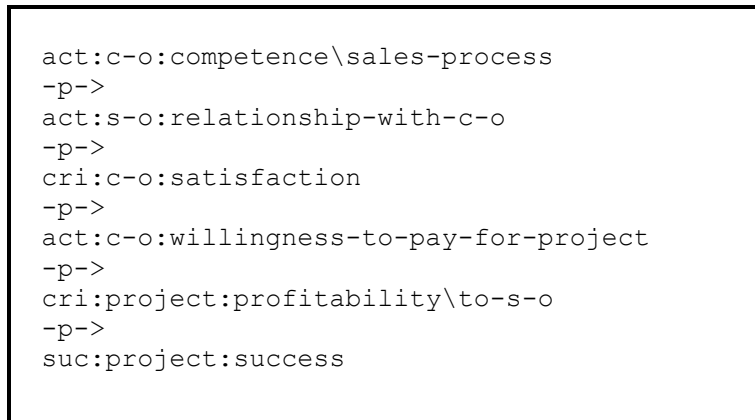 act:c-o:competence\sales-process
-p->
act:s-o:relationship-with-c-o
-p->
cri:c-o:satisfaction
-p->
act:c-o:willingness-to-pay-for-project
-p->
cri:project:profitability\to-s-o
-p->
suc:project:success